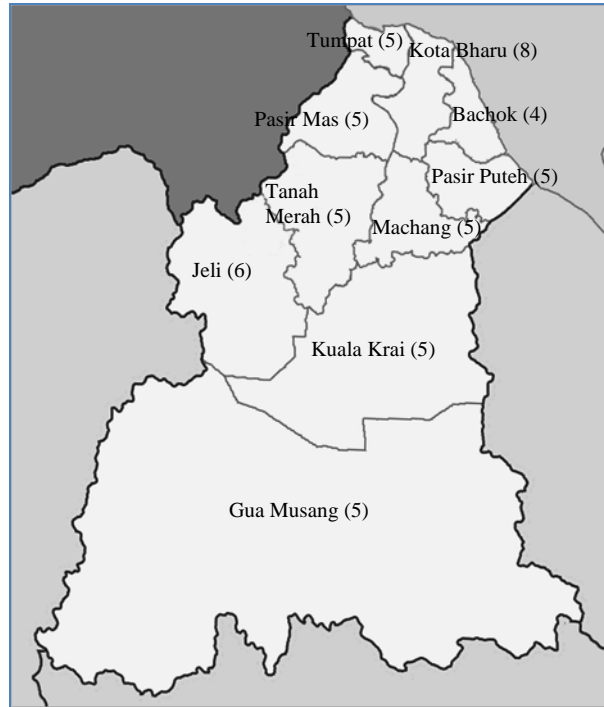 Tumpat (5)
Kota Bharu (8)
Pasir Mas (5)
Bachok (4)
Tanah
Merah (5)
Pasir Puteh (5)
Machang (5)
Jeli (6)
Kuala Krai (5)
Gua Musang (5)